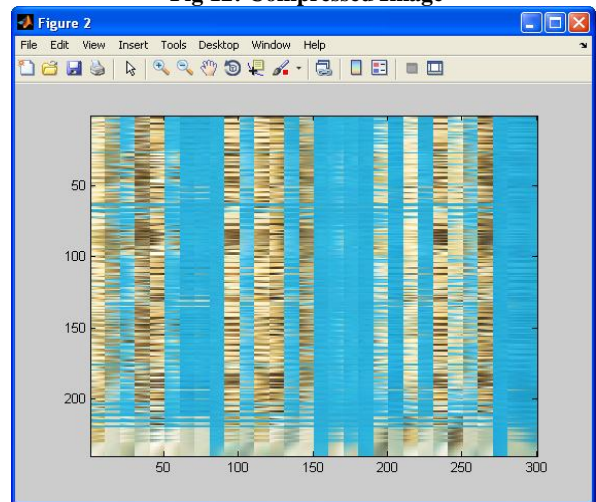 Fig 12: Compressed Image
Figure 2
File Edit View Insert Tools Desktop Window Help
50
100
150
200
50 100 150 200 250 300